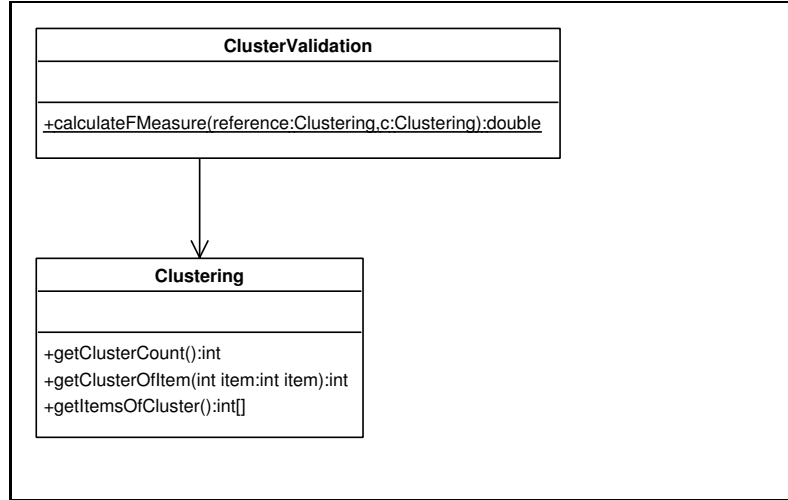 ClusterValidation
+calculateFMeasure(reference:Clustering,c:Clustering):double
Clustering
+getClusterCount():int
+getClusterOfItem(int item:int item):int
+getItemsOfCluster():int[]